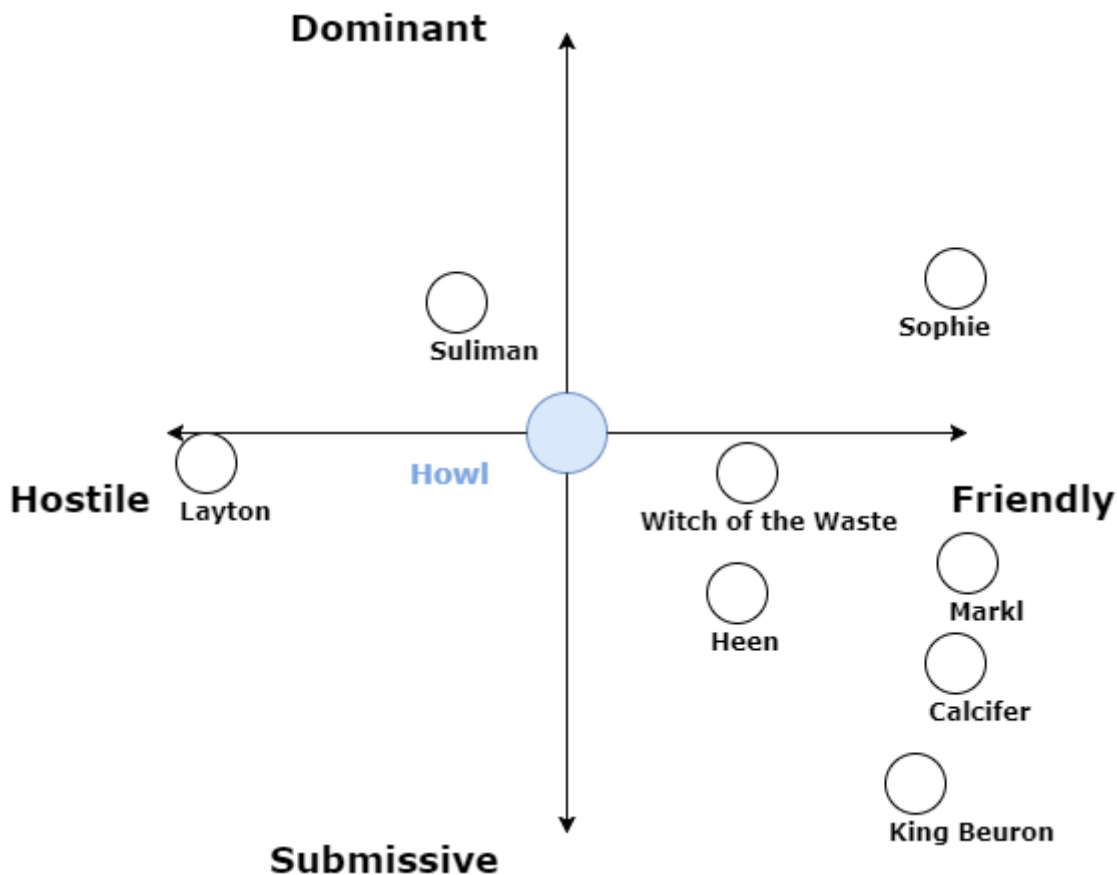 Dominant
Sophie
Suliman
Howl
Hostile
Layton
Witch of the Waste
Friendly
Markl
Heen
Calcifer
King Beuron
Submissive